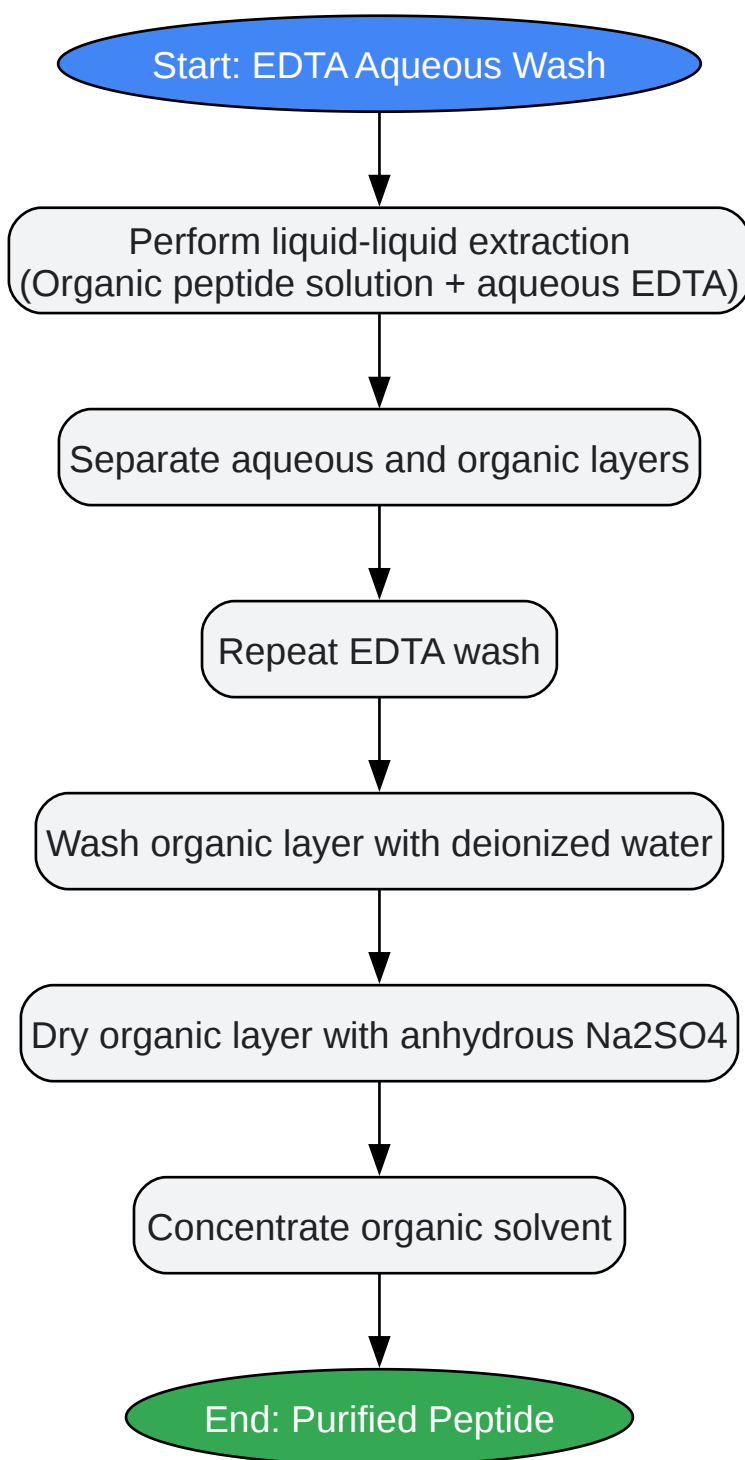 Start: EDTA Aqueous Wash
Perform liquid-liquid extraction
(Organic peptide solution + aqueous EDTA)
Separate aqueous and organic layers
Repeat EDTA wash
Wash organic layer with deionized water
Dry organic layer with anhydrous Na2SO4
Concentrate organic solvent
End: Purified Peptide